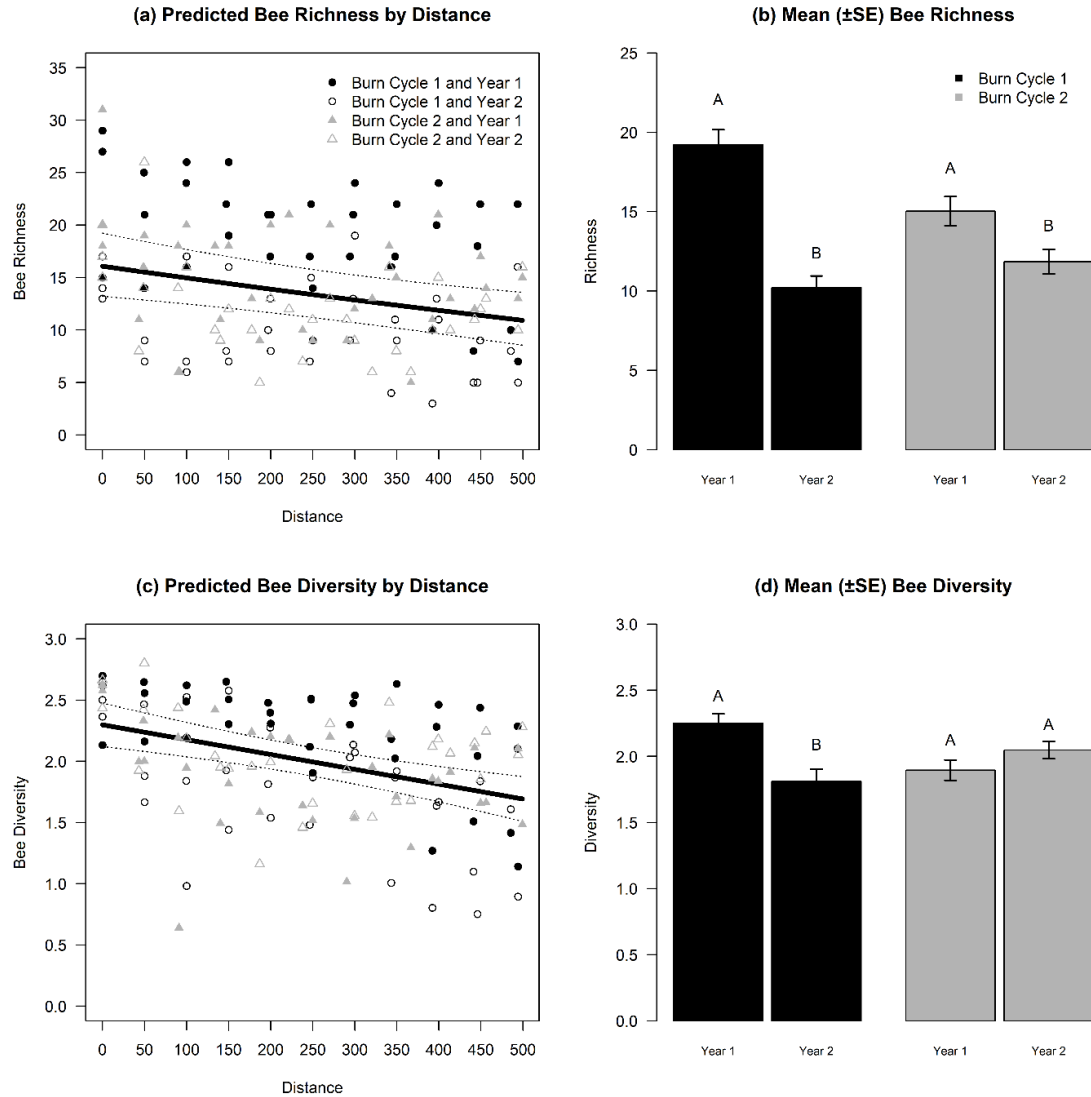 (a) Predicted Bee Richness by Distance
35
30
25
20
15
10
5
0
Bee Richness
Burn Cycle 1 and Year 1
Burn Cycle 1 and Year 2
Burn Cycle 2 and Year 1
Burn Cycle 2 and Year 2
0 50 100 150 200 250 300 350 400 450 500
Distance
(b) Mean (±SE) Bee Richness
25
20
15
10
5
0
Richness
Burn Cycle 1
Burn Cycle 2
A
B
A
B
Year 1 Year 2 Year 1 Year 2
(c) Predicted Bee Diversity by Distance
3.0
2.5
2.0
1.5
1.0
0.5
0.0
Bee Diversity
0 50 100 150 200 250 300 350 400 450 500
Distance
(d) Mean (±SE) Bee Diversity
3.0
2.5
2.0
1.5
1.0
0.5
0.0
Diversity
A
B
A
A
Year 1 Year 2 Year 1 Year 2